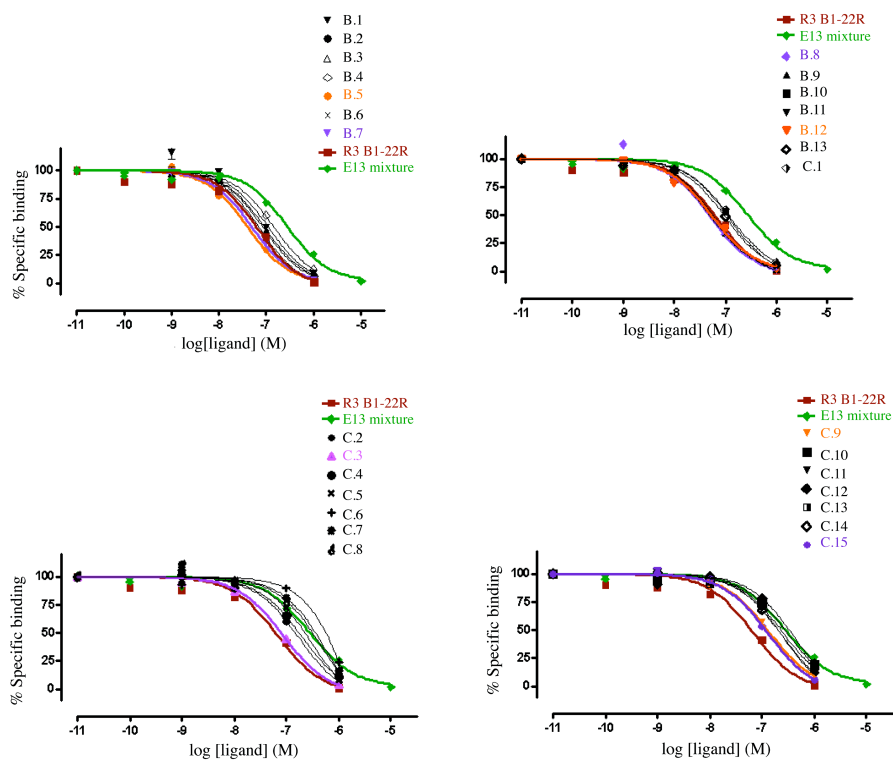 B.1
B.2
B.3
B.4
B.5
B.6
B.7
R3 B1-22R
E13 mixture
% Specific binding
100
75
50
25
0
-11 -10 -9 -8 -7 -6 -5
log[ligand] (M)
R3 B1-22R
E13 mixture
B.8
B.9
B.10
B.11
B.12
B.13
C.1
% Specific binding
100
75
50
25
0
-11 -10 -9 -8 -7 -6 -5
log[ligand] (M)
R3 B1-22R
E13 mixture
C.2
C.3
C.4
C.5
C.6
C.7
C.8
% Specific binding
100
75
50
25
0
-11 -10 -9 -8 -7 -6 -5
log [ligand] (M)
R3 B1-22R
E13 mixture
C.9
C.10
C.11
C.12
C.13
C.14
C.15
% Specific binding
100
75
50
25
0
-11 -10 -9 -8 -7 -6 -5
log [ligand] (M)